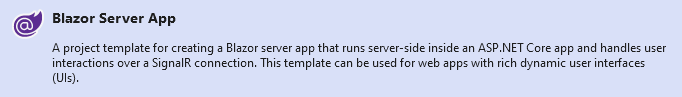 Blazor Server App
A project template for creating a Blazor server app that runs server-side inside an ASP.NET Core app and handles user
interactions over a SignalR connection. This template can be used for web apps with rich dynamic user interfaces
(UIs).